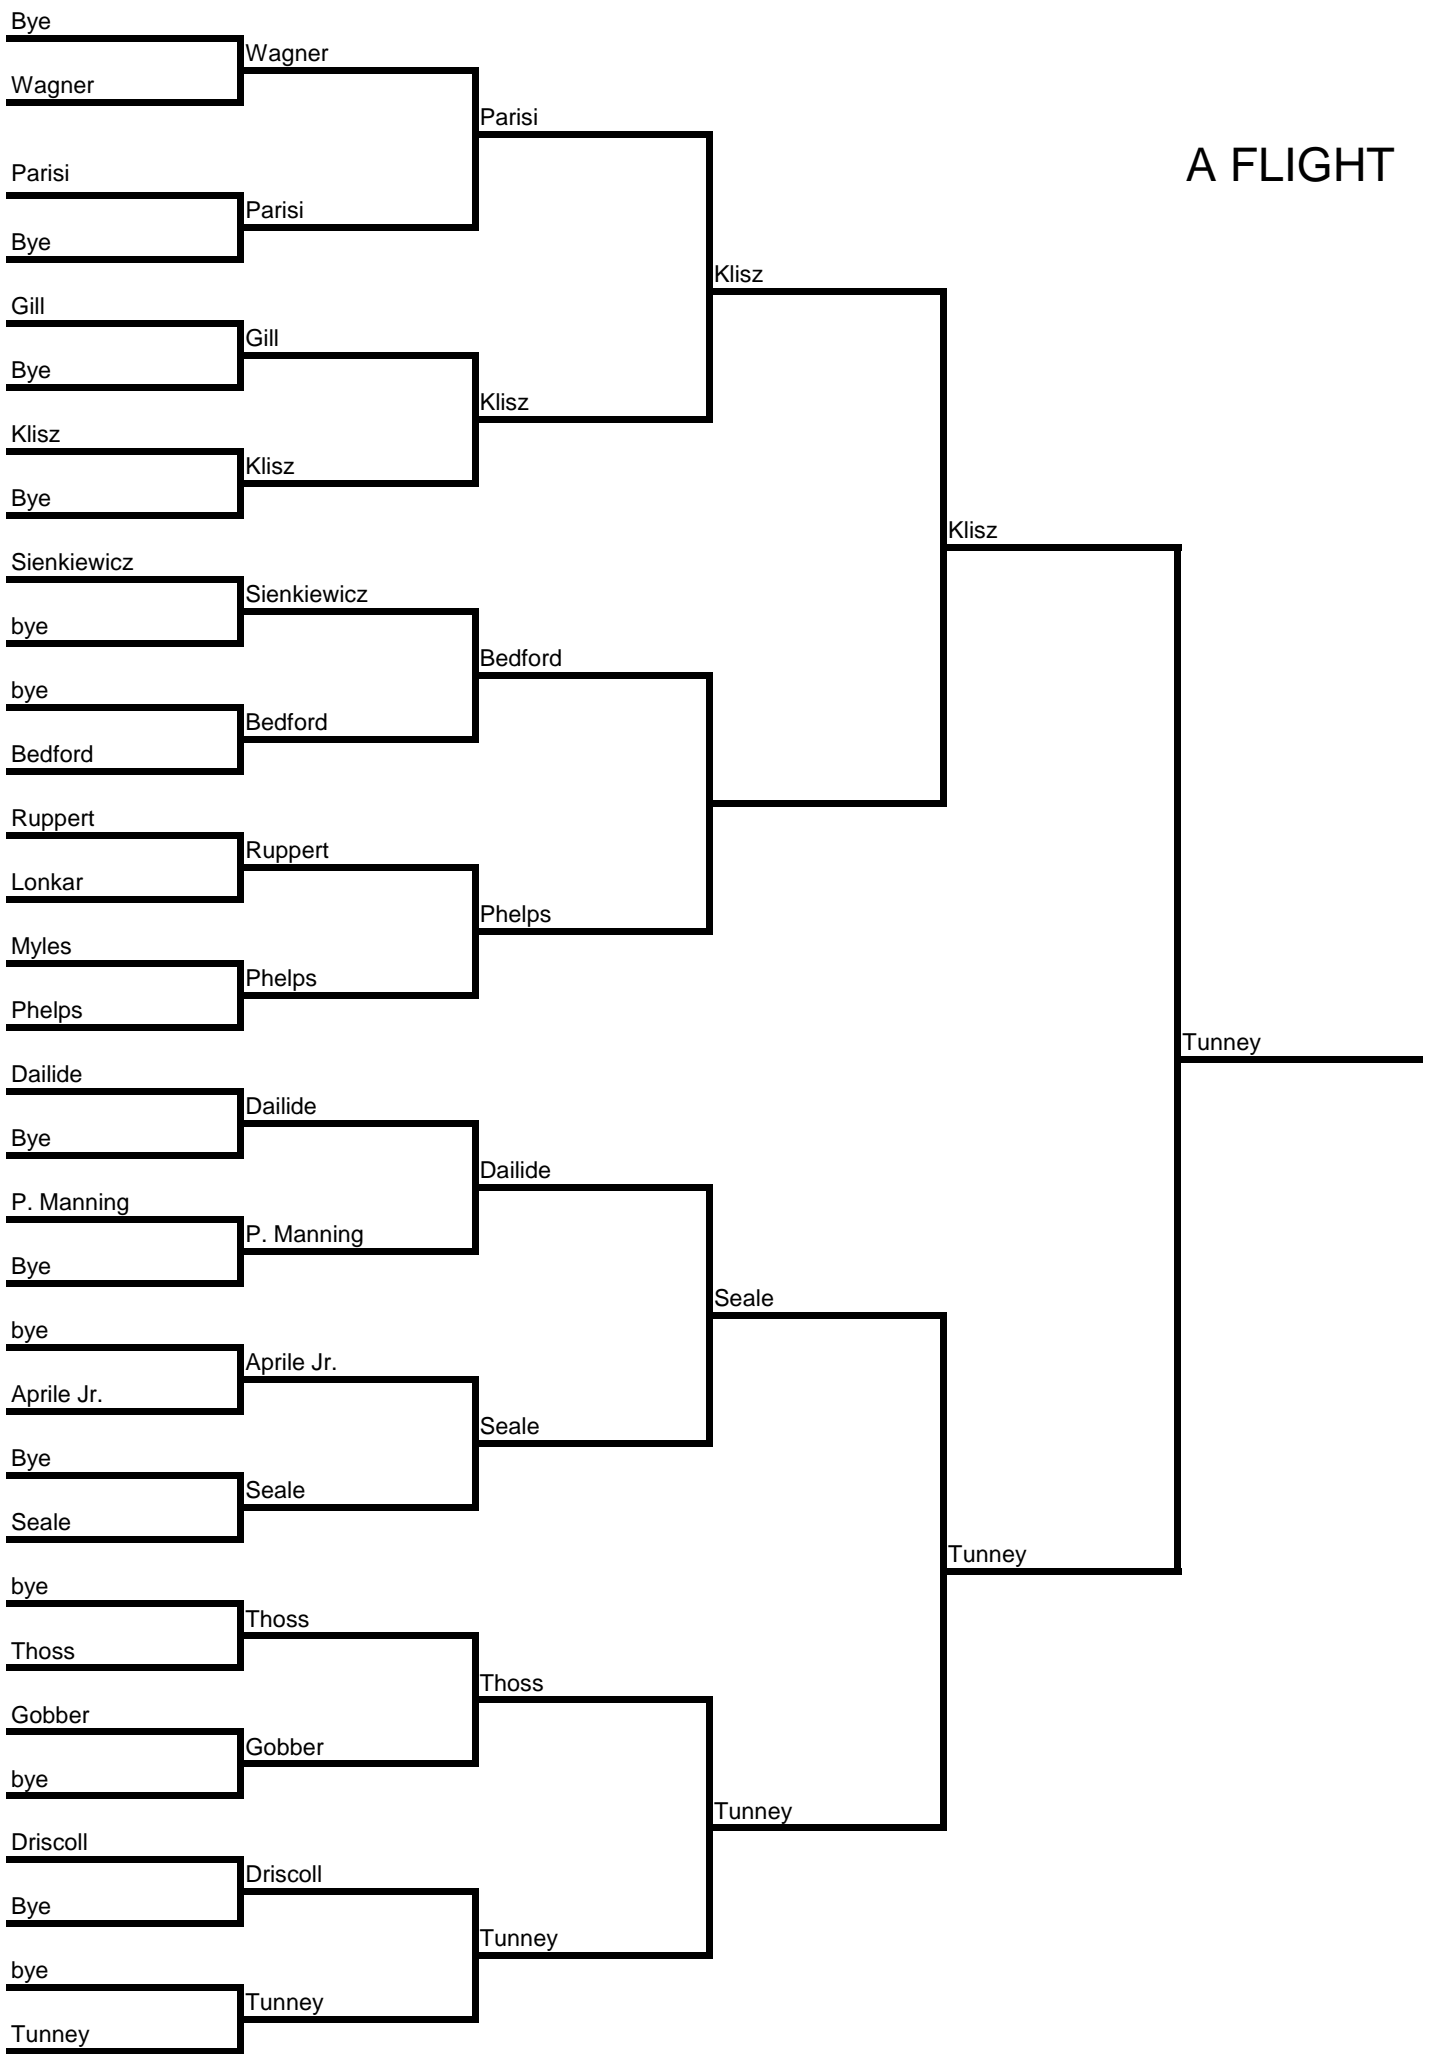 Bye
Wagner
Wagner
Parisi
A FLIGHT
Parisi
Parisi
Bye
Klisz
Gill
Gill
Bye
Klisz
Klisz
Klisz
Bye
Klisz
Sienkiewicz
Sienkiewicz
bye
Bedford
bye
Bedford
Bedford
Ruppert
Ruppert
Lonkar
Phelps
Myles
Phelps
Phelps
Tunney
Dailide
Dailide
Bye
Dailide
P. Manning
P. Manning
Bye
Seale
bye
Aprile Jr.
Aprile Jr.
Seale
Bye
Seale
Seale
Tunney
bye
Thoss
Thoss
Thoss
Gobber
Gobber
bye
Tunney
Driscoll
Driscoll
Bye
Tunney
bye
Tunney
Tunney